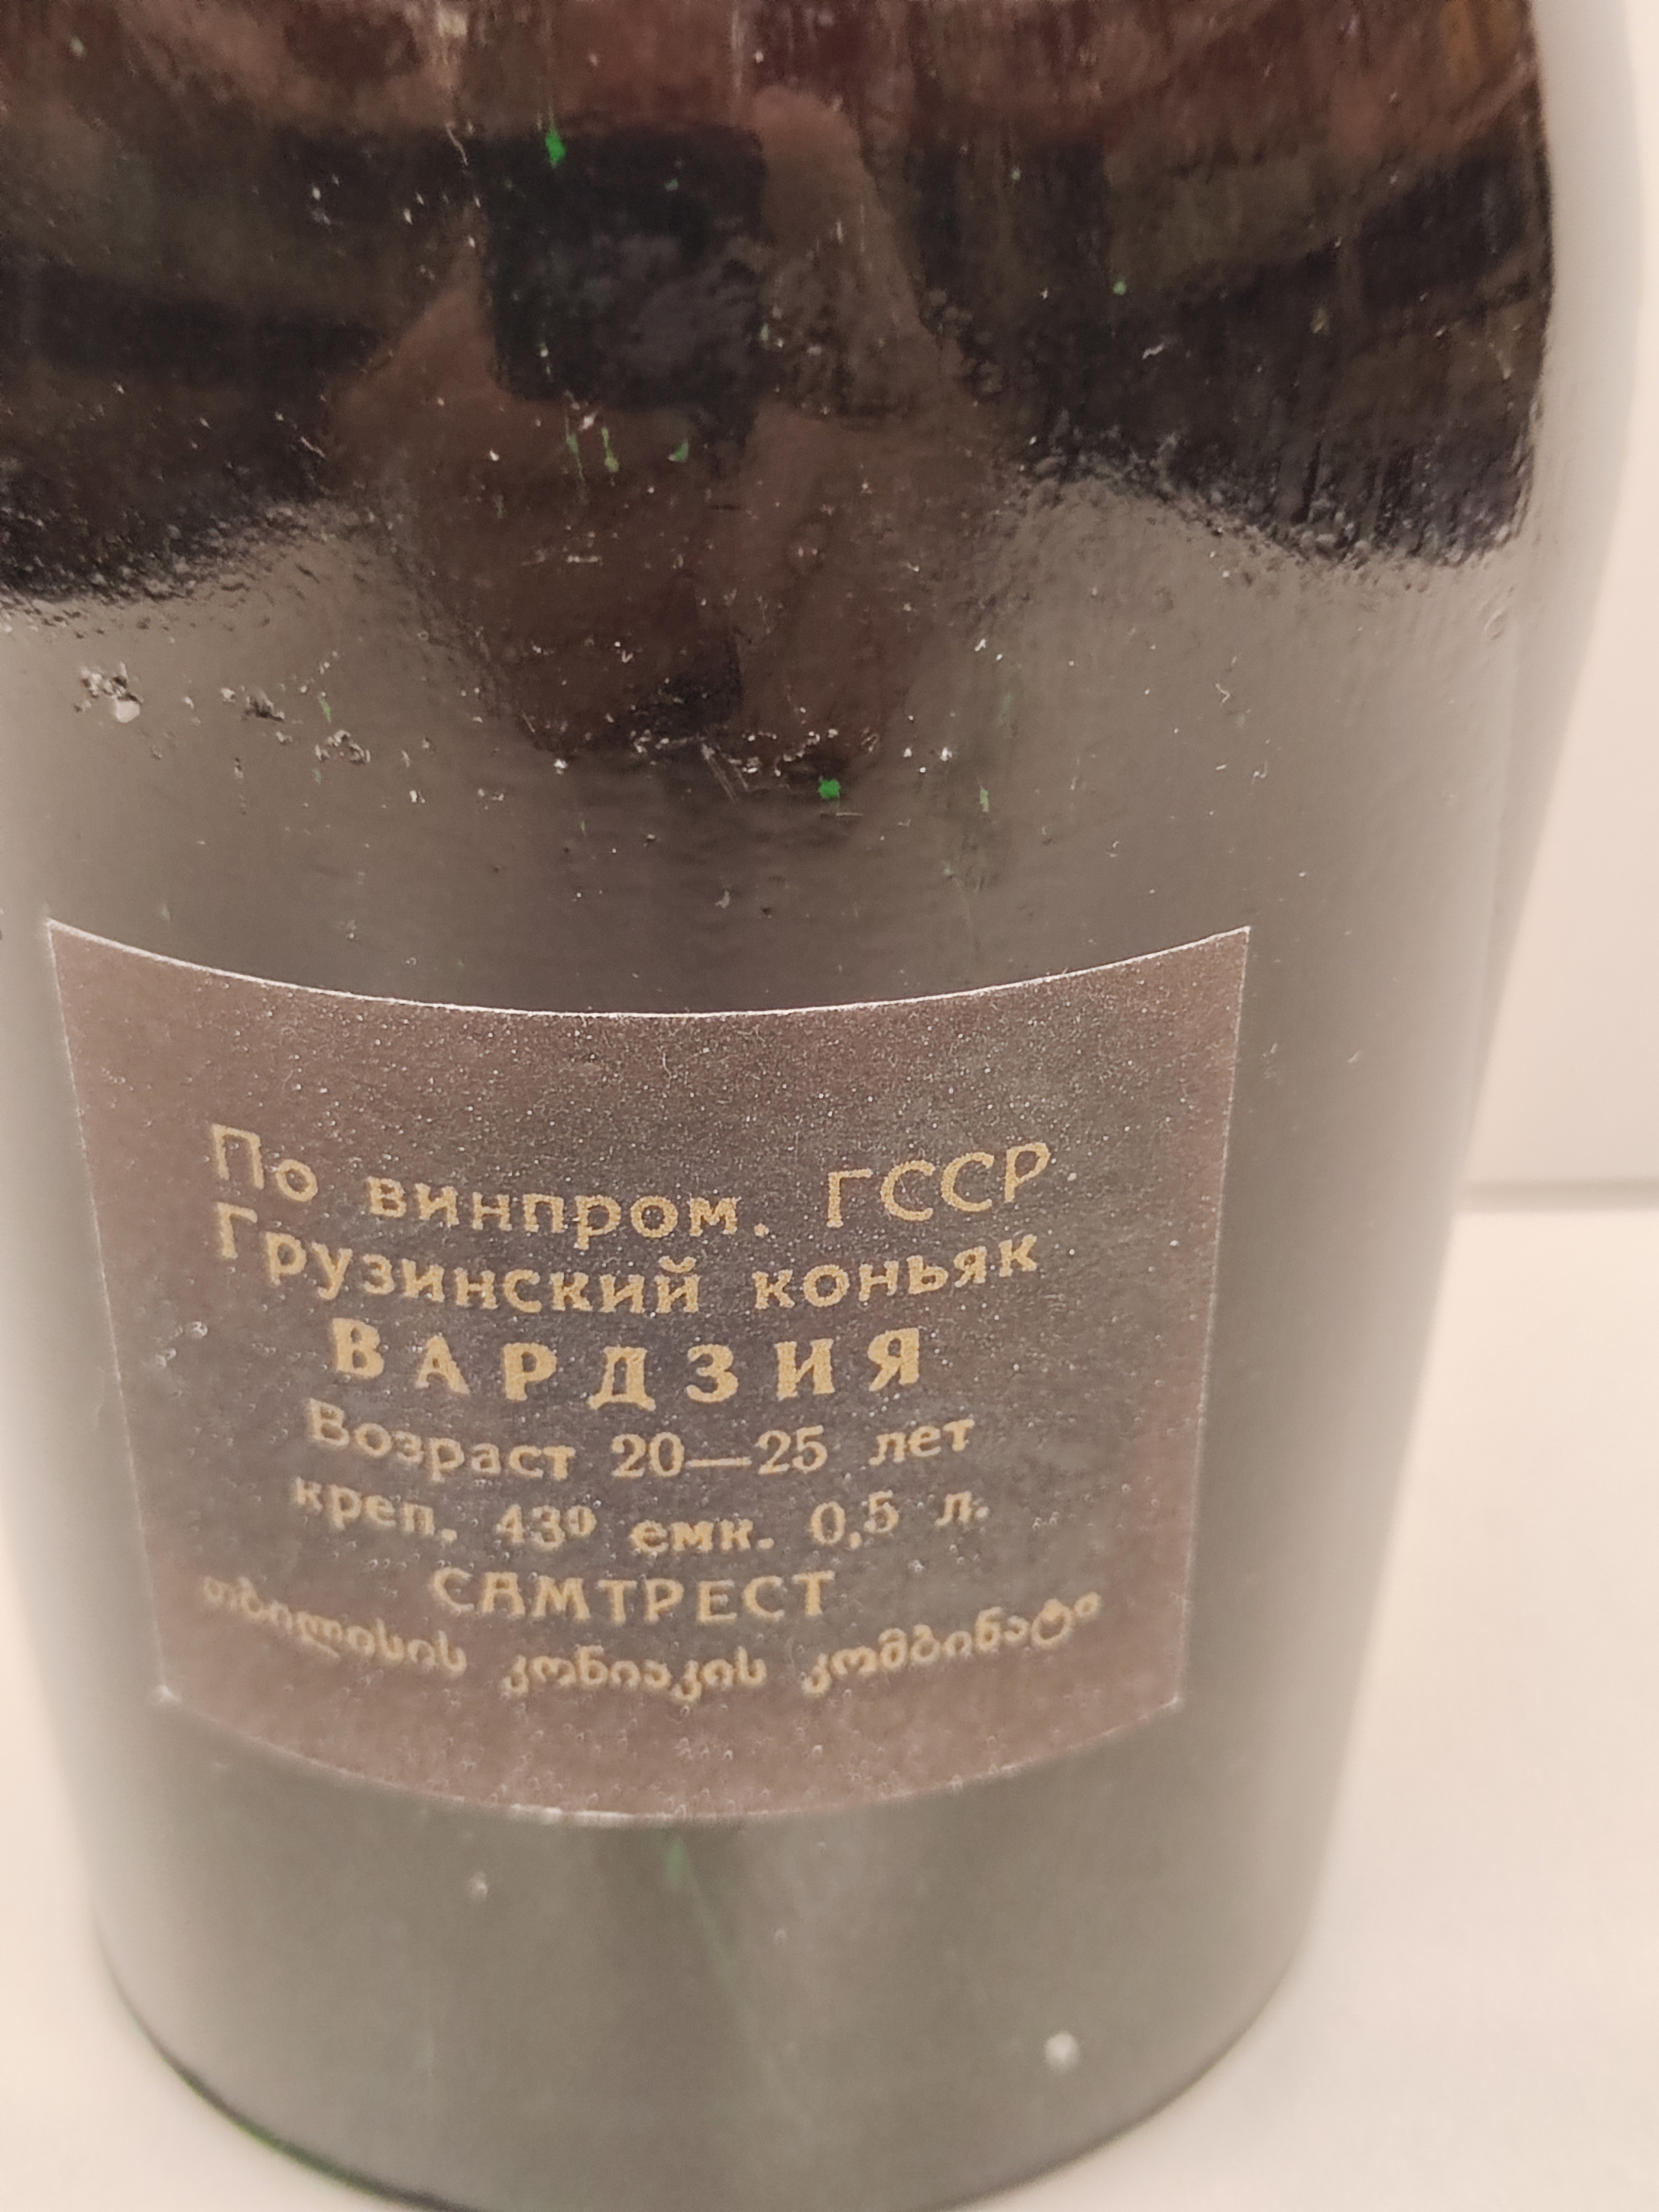 По винпром. ГССР
Грузинский коньяк
ВАРДЗИЯ
Возраст 20—25 лет
креп. 43º емк. 0,5 л.
САМТРЕСТ
თბილისის კონიაკის კომბინატი